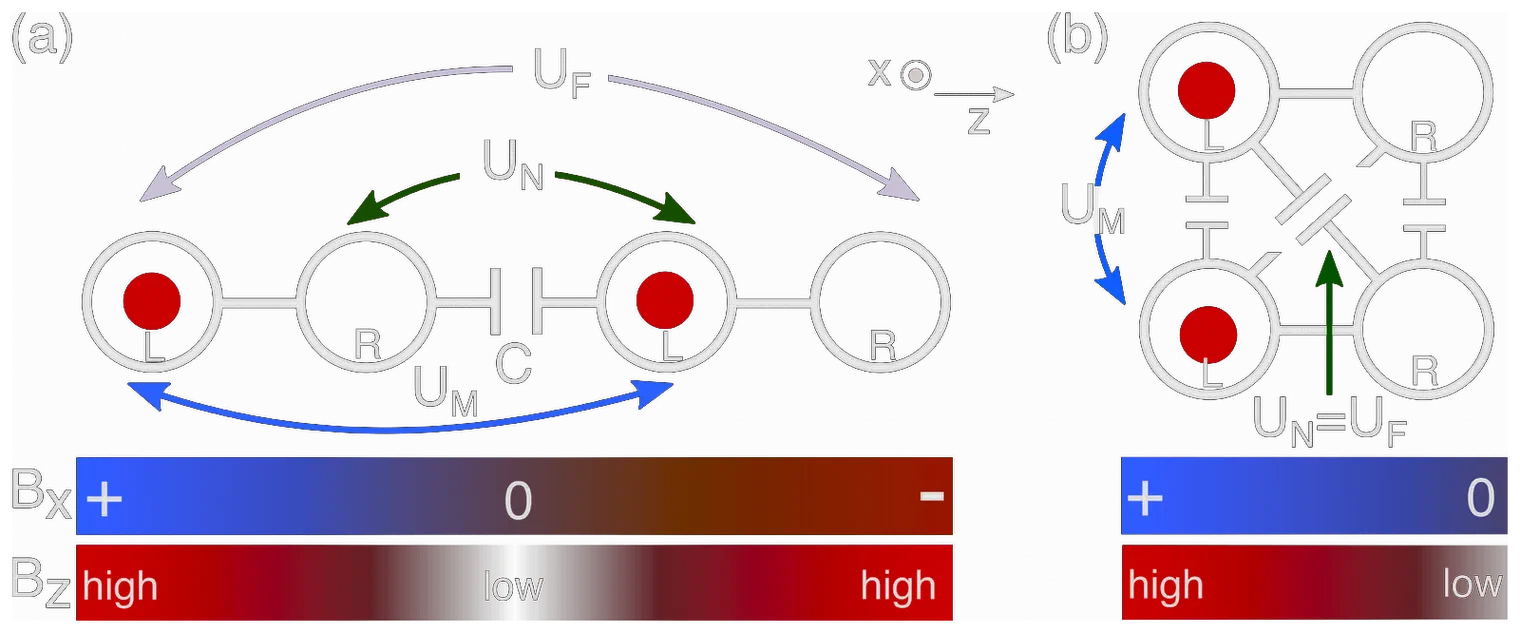 (a)
U_F
x
z
U_N
L
R
C
L
R
U_M
B_X
+ 0 -
B_Z
high low high
(b)
L
R
U_M
L
R
U_N=U_F
+ 0
high low